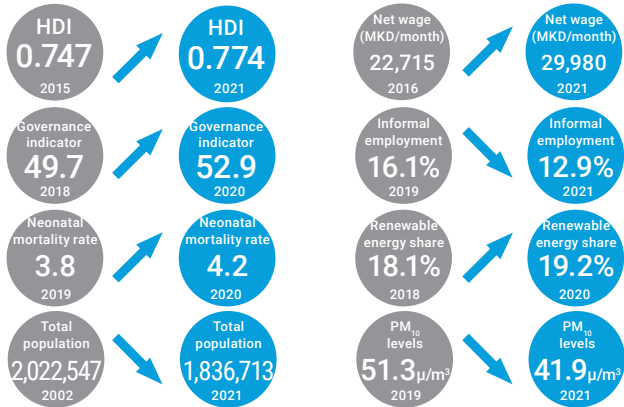 HDI
0.747
2015
HDI
0.774
2021
Net wage
(MKD/month)
22,715
2016
Net wage
(MKD/month)
29,980
2021
Governance
indicator
49.7
2018
Governance
indicator
52.9
2020
Informal
employment
16.1%
2019
Informal
employment
12.9%
2021
Neonatal
mortality rate
3.8
2019
Neonatal
mortality rate
4.2
2020
Renewable
energy share
18.1%
2018
Renewable
energy share
19.2%
2020
Total
population
2,022,547
2002
Total
population
1,836,713
2021
PM₁₀
levels
51.3µ/m³
2019
PM₁₀
levels
41.9µ/m³
2021